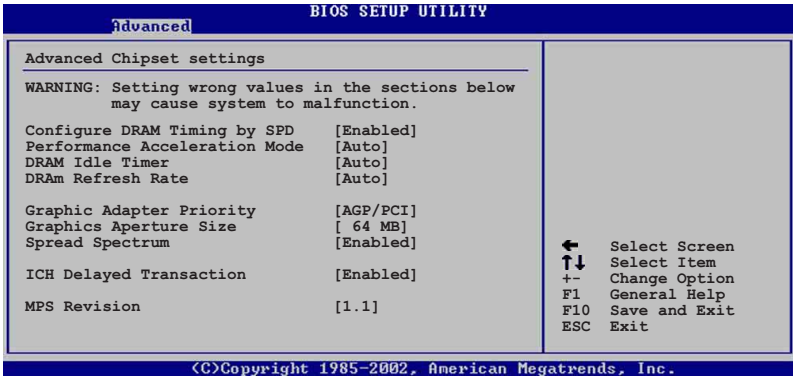 BIOS SETUP UTILITY
Advanced
Advanced Chipset settings
WARNING: Setting wrong values in the sections below
may cause system to malfunction.
Configure DRAM Timing by SPD [Enabled]
Performance Acceleration Mode [Auto]
DRAM Idle Timer [Auto]
DRAm Refresh Rate [Auto]
Graphic Adapter Priority [AGP/PCI]
Graphics Aperture Size [ 64 MB]
Spread Spectrum [Enabled]
ICH Delayed Transaction [Enabled]
MPS Revision [1.1]
← Select Screen
↑↓ Select Item
+- Change Option
F1 General Help
F10 Save and Exit
ESC Exit
(C)Copyright 1985-2002, American Megatrends, Inc.